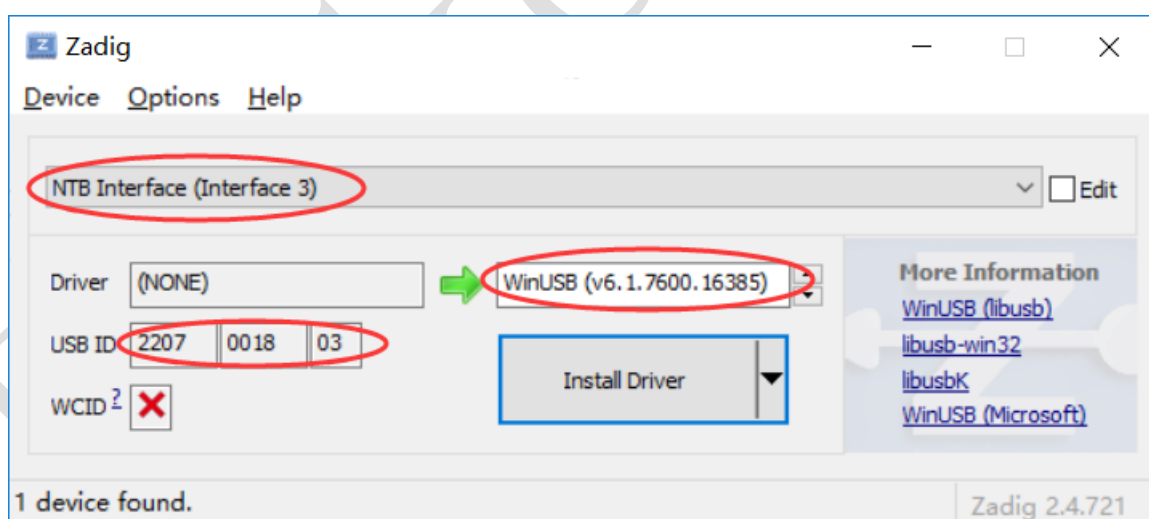 Zadig
Device Options Help
NTB Interface (Interface 3) Edit
Driver (NONE) WinUSB (v6.1.7600.16385)
USB ID 2207 0018 03
WCID ?
Install Driver
More Information
WinUSB (libusb)
libusb-win32
libusbK
WinUSB (Microsoft)
1 device found. Zadig 2.4.721